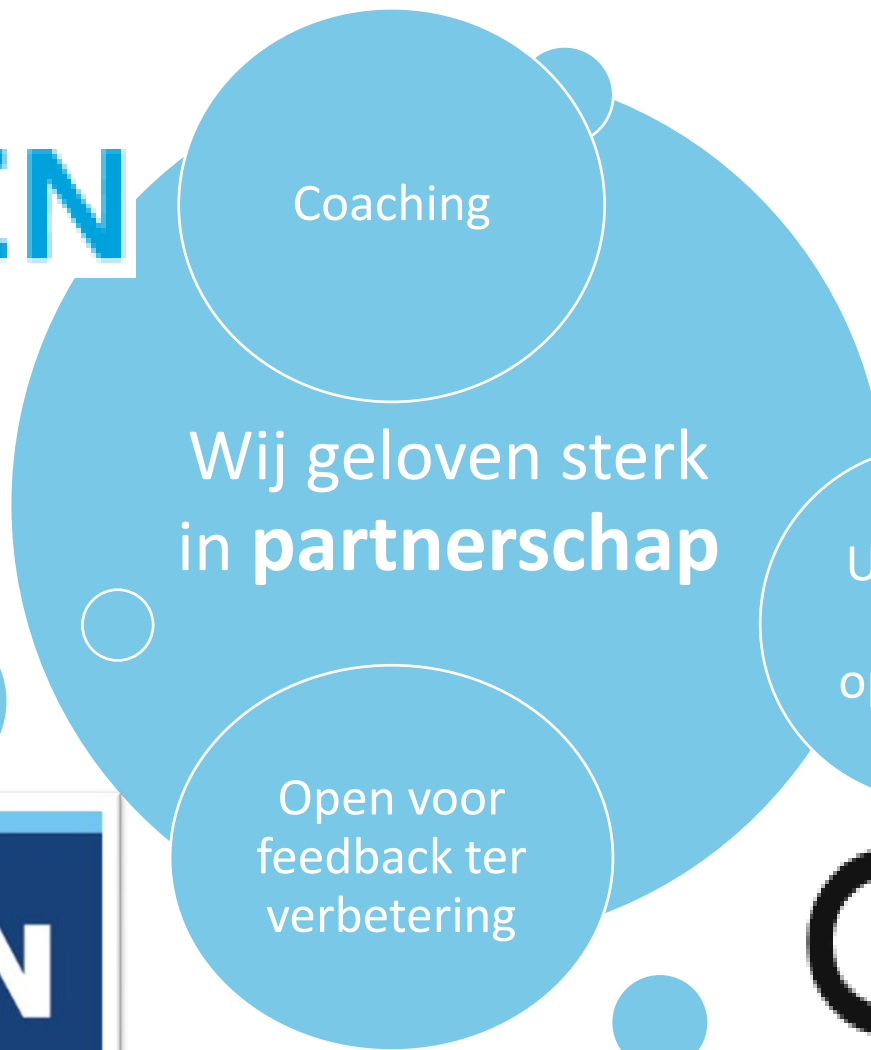 Coaching
Wij geloven sterk
in partnerschap
Open voor
feedback ter
verbetering
N
N